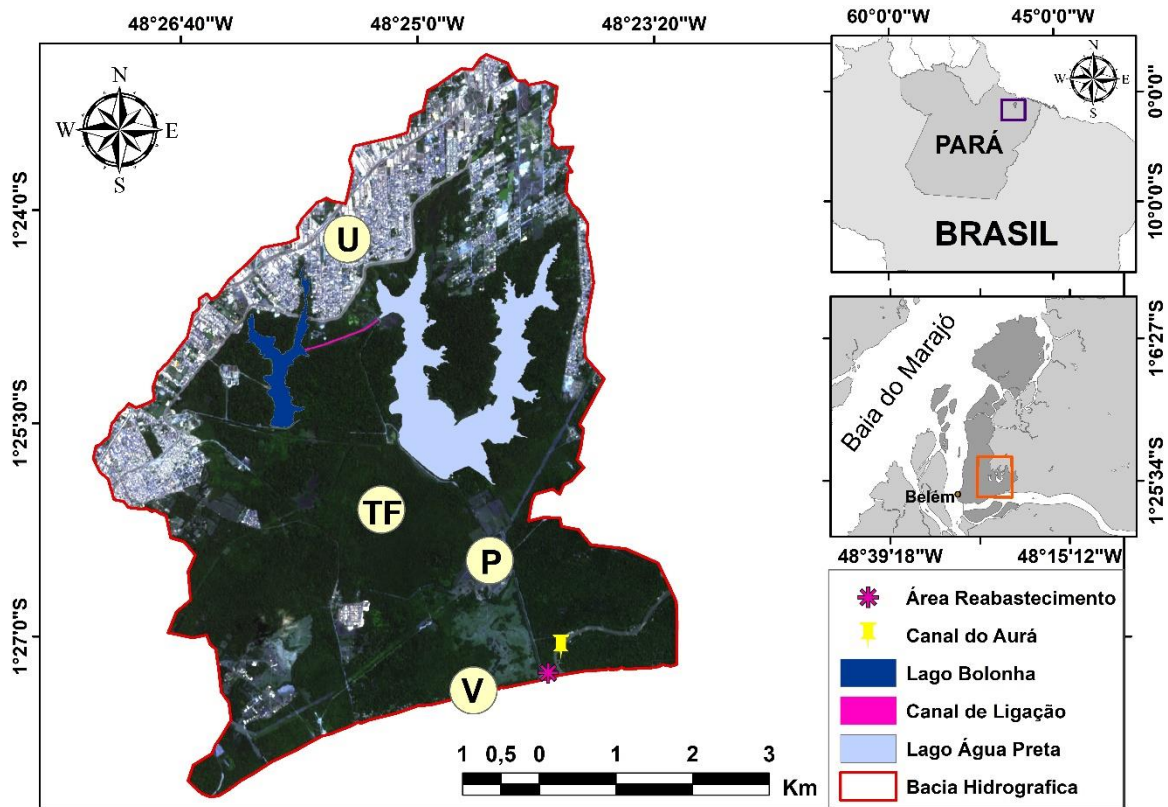 48°26'40"W
48°25'0"W
48°23'20"W
60°0'0"W
45°0'0"W
N
W
E
S
1°24'0"S
1°25'30"S
1°27'0"S
U
TF
P
V
1 0,5 0 1 2 3
Km
N
W
E
S
PARÁ
BRASIL
0°0'0"
10°0'0"S
Baia do Marajó
Belém
1°6'27"S
1°25'34"S
48°39'18"W
48°15'12"W
Área Reabastecimento
Canal do Aurá
Lago Bolonha
Canal de Ligação
Lago Água Preta
Bacia Hidrografica